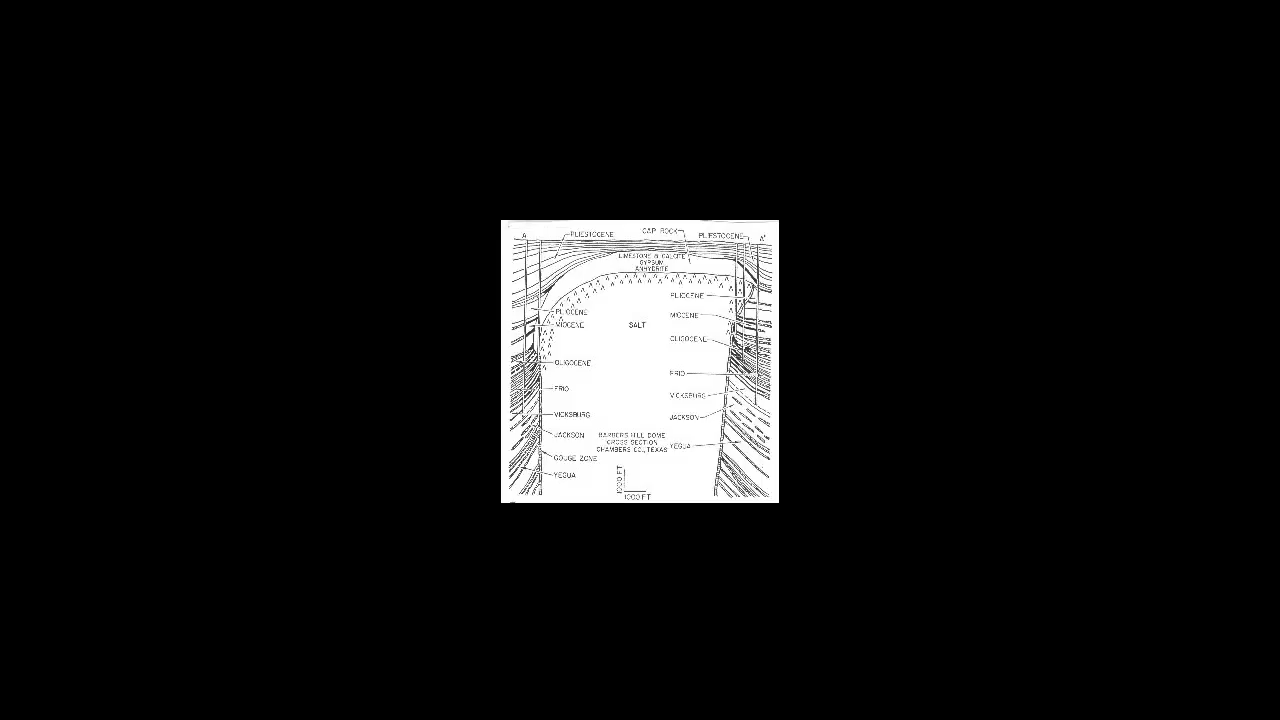 A
PLIESTOCENE
CAP ROCK
PLIESTOCENE
A'
LIMESTONE & CALCITE
GYPSUM
ANHYDRITE
PLIOCENE
PLIOCENE
MIOCENE
MIOCENE
SALT
OLIGOCENE
OLIGOCENE
FRIO
FRIO
VICKSBURG
VICKSBURG
JACKSON
JACKSON
BARBERS HILL DOME
CROSS SECTION
CHAMBERS CO., TEXAS
YEGUA
GOUGE ZONE
YEGUA
1000 FT
1000 FT